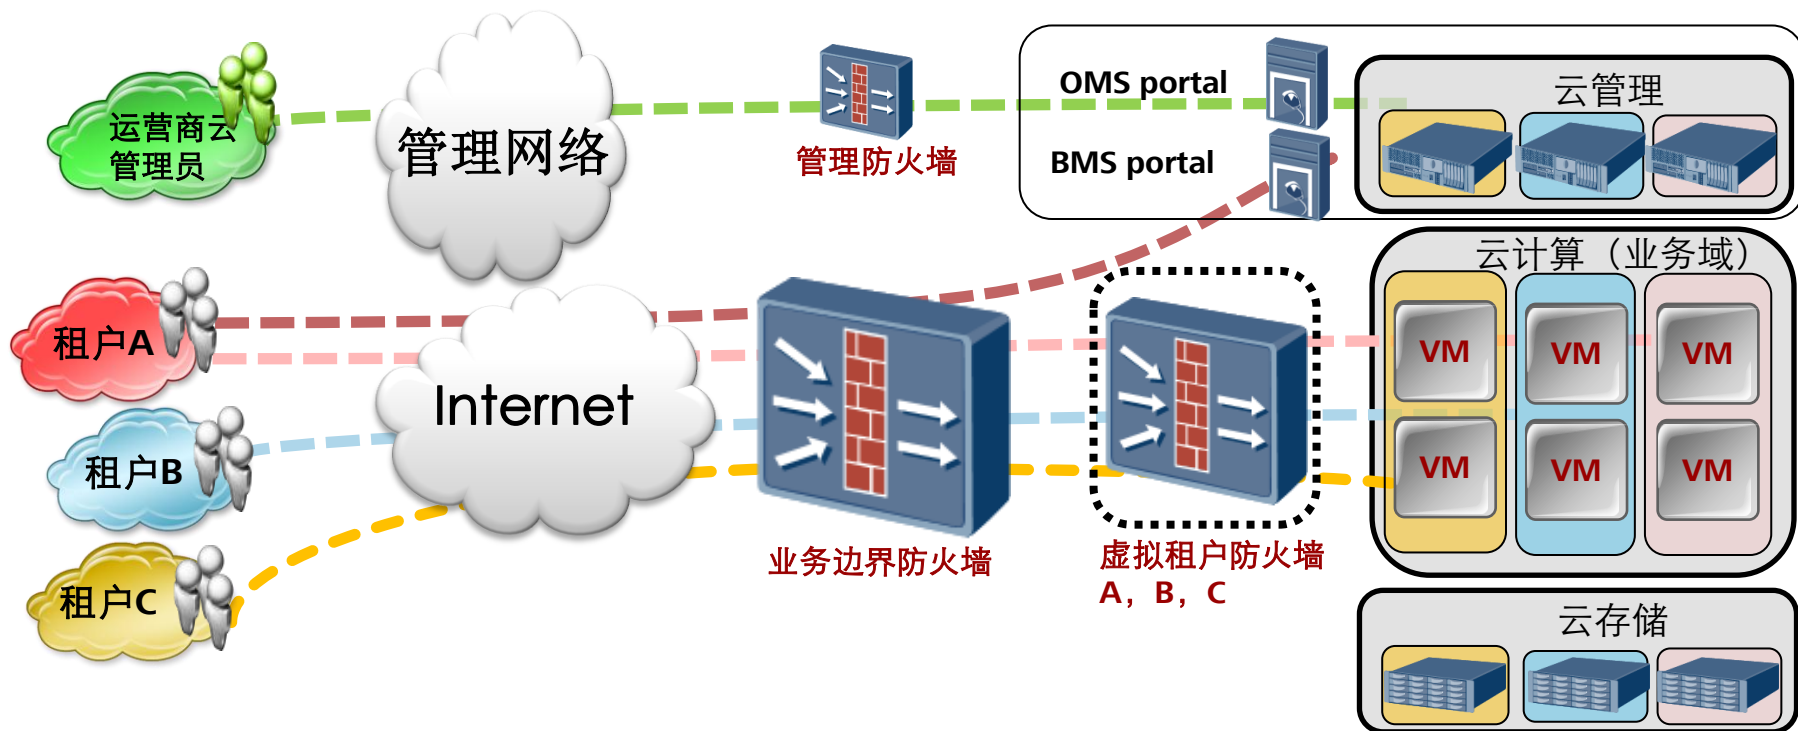 运营商云
管理员
管理网络
管理防火墙
OMS portal
BMS portal
云管理
租户A
租户B
租户C
Internet
业务边界防火墙
虚拟租户防火墙
A，B，C
云计算（业务域）
VM
VM
VM
VM
VM
VM
云存储